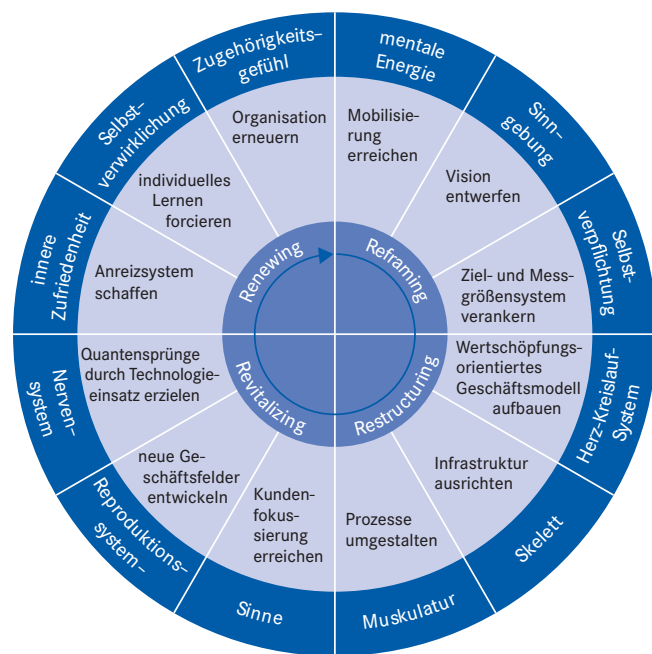 mentale
Energie
Sinn-
gebung
Selbst-
verpflichtung
Herz-Kreislauf-
System
Skelett
Muskulatur
Sinne
Reproduktions-
system-
Nerven-
system
innere
Zufriedenheit
Selbst-
verwirklichung
Zugehörigkeits-
gefühl
Mobilisie-
rung
erreichen
Vision
entwerfen
Ziel- und Mess-
größensystem
verankern
Wertschöpfungs-
orientiertes
Geschäftsmodell
aufbauen
Infrastruktur
ausrichten
Prozesse
umgestalten
Kunden-
fokus-
sierung
erreichen
neue Ge-
schäftsfelder
entwickeln
Quantensprünge
durch Technologie-
einsatz erzielen
Anreizsystem
schaffen
individuelles
Lernen
forcieren
Organisation
erneuern
Reframing
Restructuring
Revitalizing
Renewing